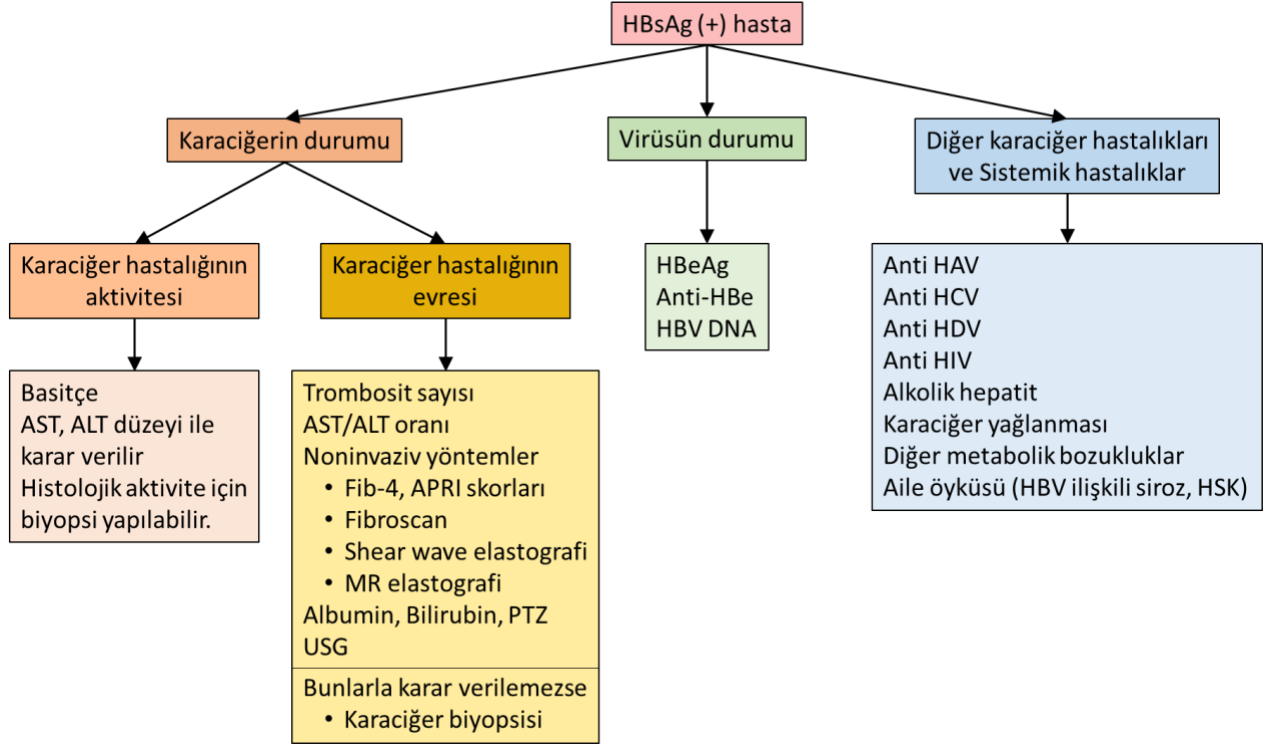 HBsAg (+) hasta
Karaciğerin durumu
Virüsün durumu
Diğer karaciğer hastalıkları
ve Sistemik hastalıklar
Karaciğer hastalığının
aktivitesi
Karaciğer hastalığının
evresi
HBeAg
Anti-HBe
HBV DNA
Anti HAV
Anti HCV
Anti HDV
Anti HIV
Alkolik hepatit
Karaciğer yağlanması
Diğer metabolik bozukluklar
Aile öyküsü (HBV ilişkili siroz, HSK)
Basitçe
AST, ALT düzeyi ile
karar verilir
Histolojik aktivite için
biyopsi yapılabilir.
Trombosit sayısı
AST/ALT oranı
Noninvaziv yöntemler
• Fib-4, APRI skorları
• Fibroscan
• Shear wave elastografi
• MR elastografi
Albumin, Bilirubin, PTZ
USG
Bunlarla karar verilemezse
• Karaciğer biyopsisi